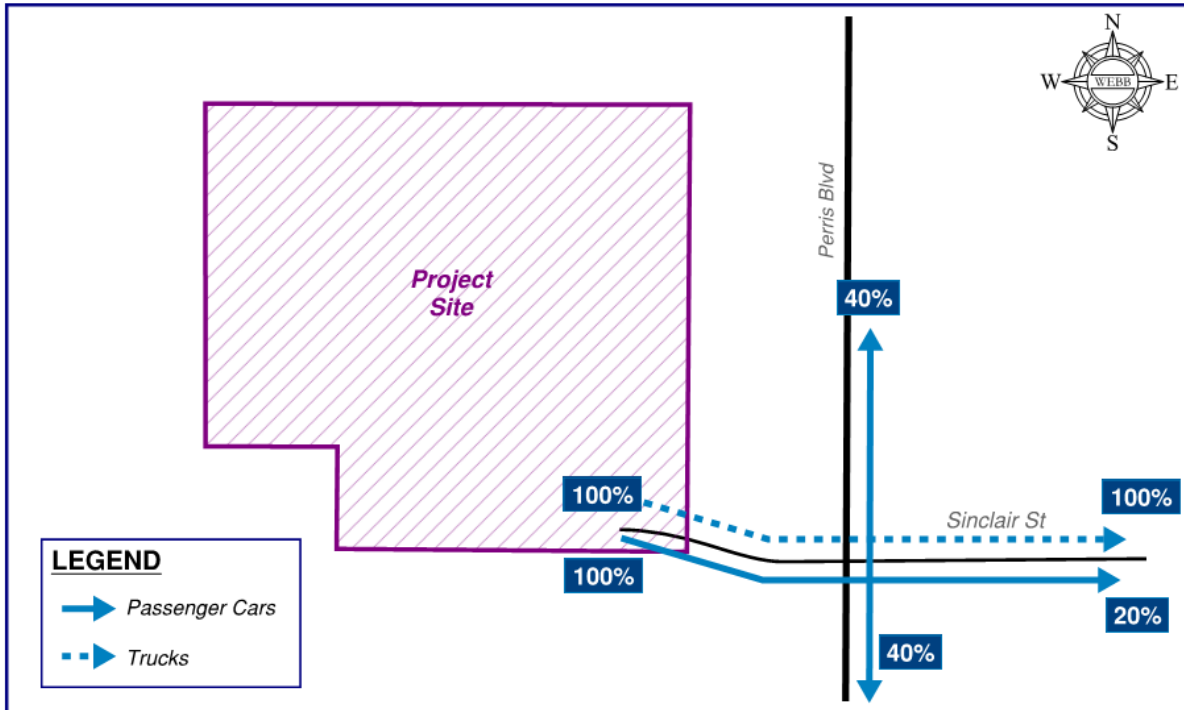 N
W WEBB E
S
Perris Blvd
Project
Site
40%
100%
100%
Sinclair St
100%
20%
40%
LEGEND
Passenger Cars
Trucks